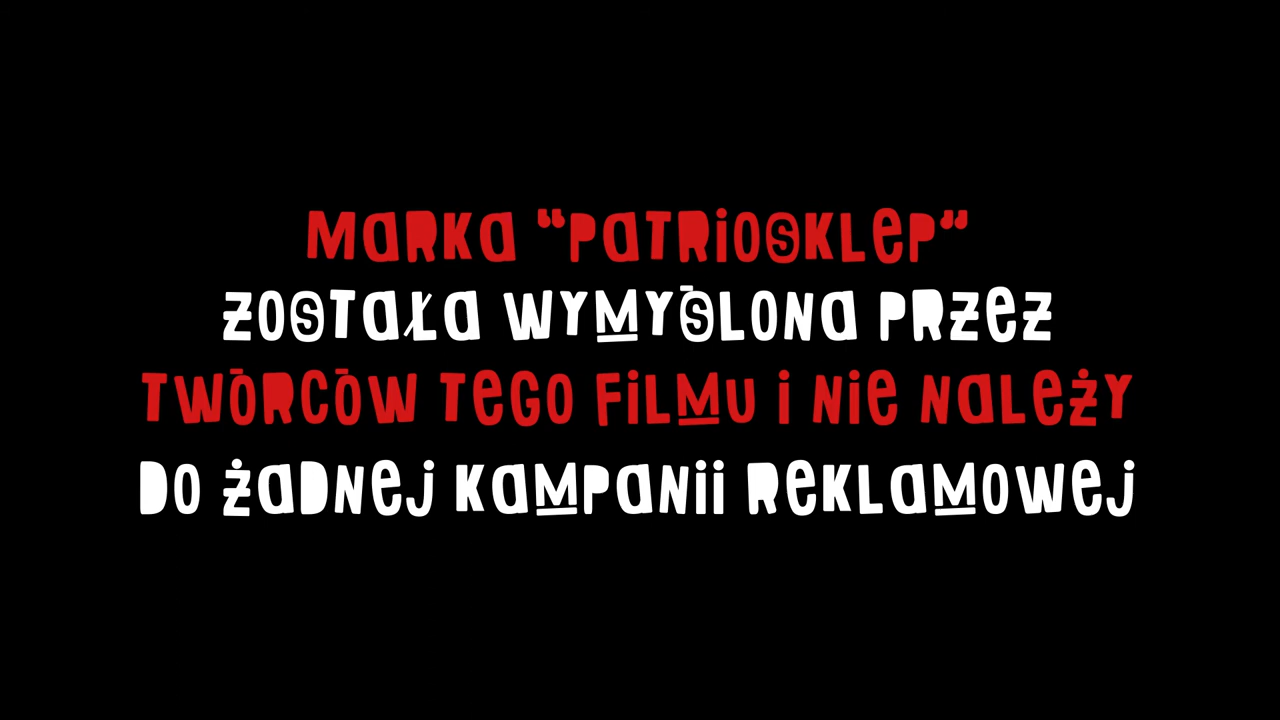 MARKA "PATRIOSKLEP"
ZOSTAŁA WYMYŚLONA PRZEZ
TWÓRCÓW TEGO FILMU I NIE NALEŻY
DO ŻADNEJ KAMPANII REKLAMOWEJ